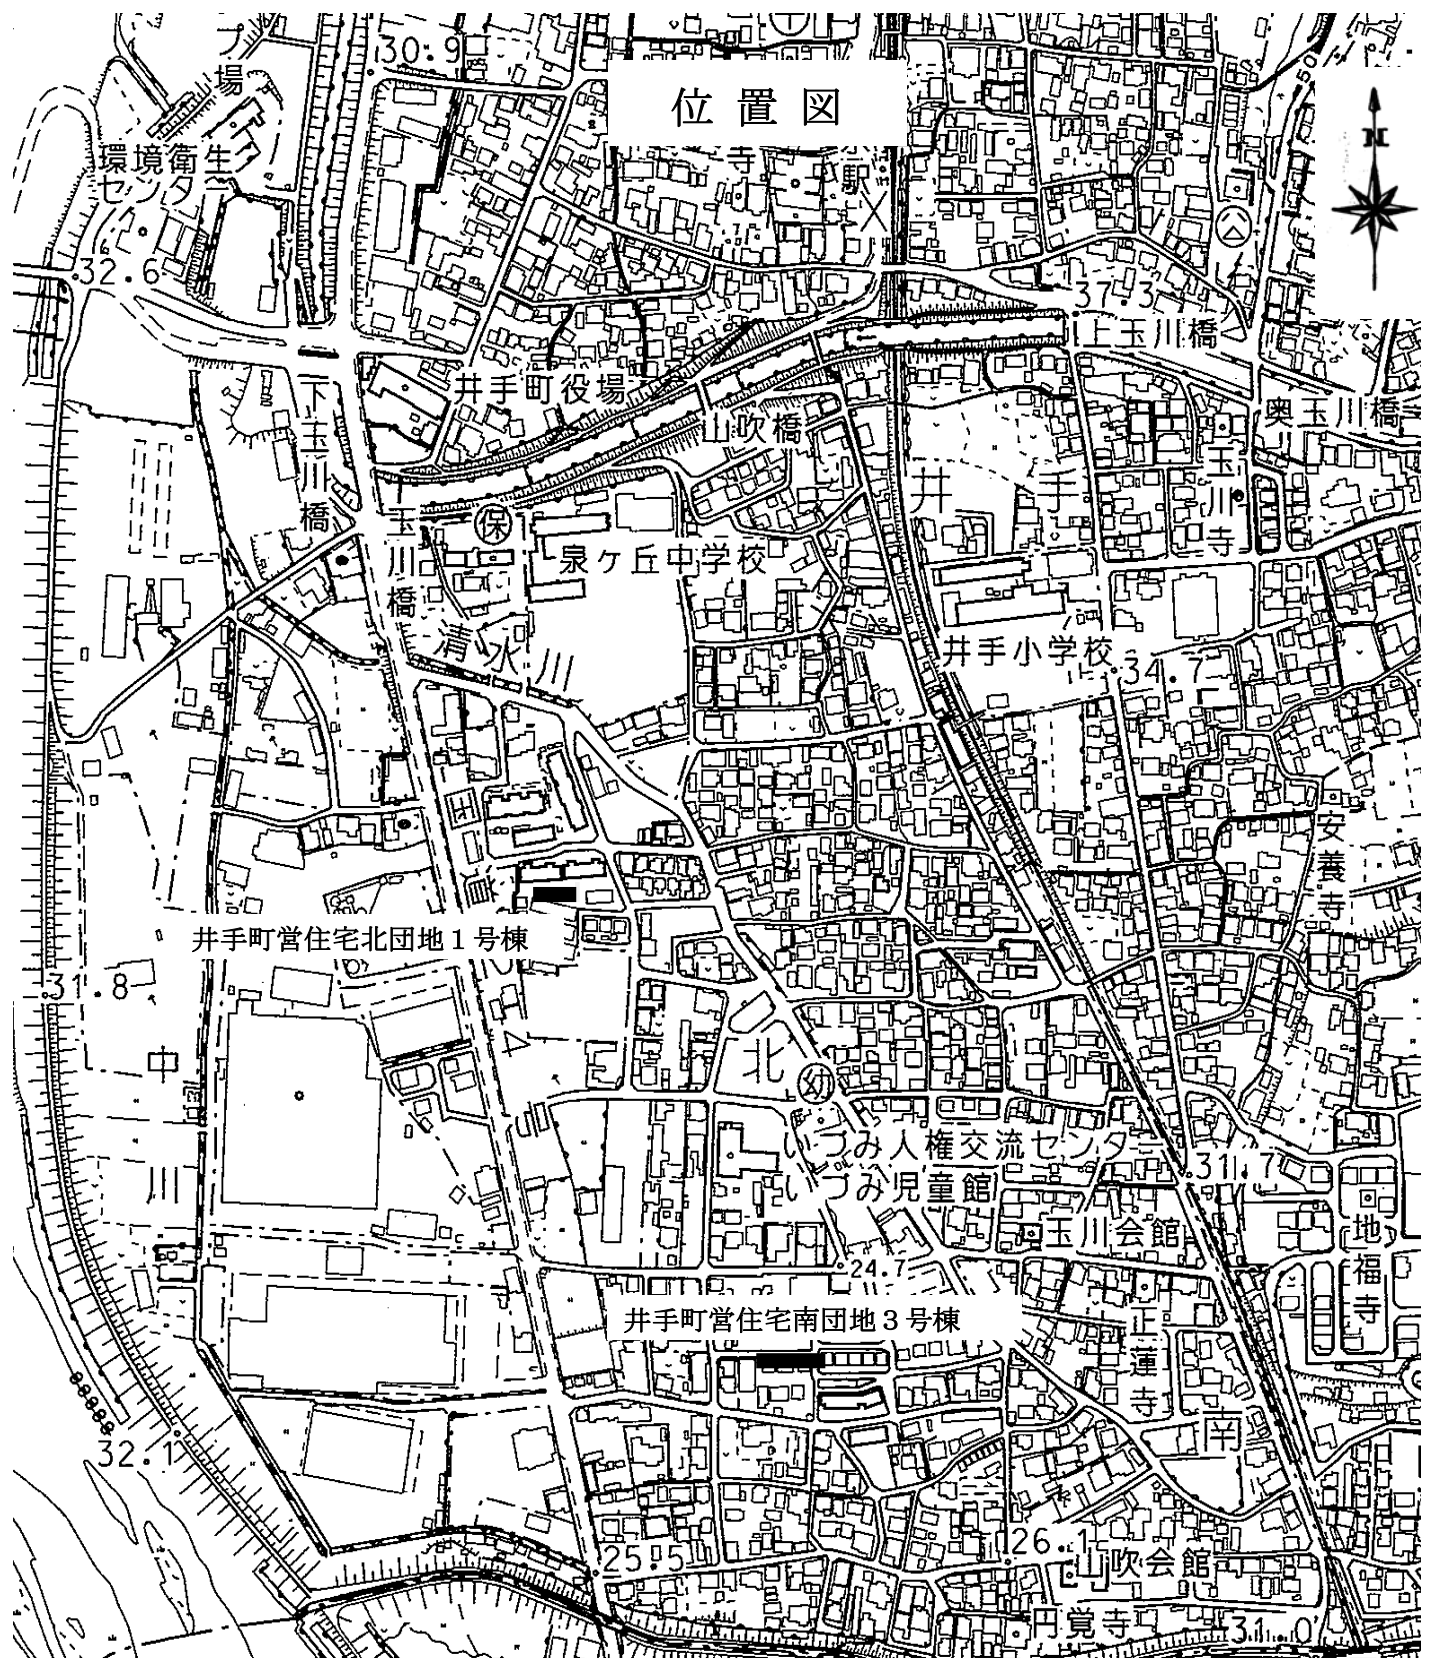 プ場
30.9
位置図
N
寺
駅
環境衛生
センター
32.6
37.3
上玉川橋
井手町役場
下玉川橋
山吹橋
奥玉川橋
井手
玉川寺
玉川橋
保
泉ヶ丘中学校
清水川
井手小学校
34.7
安養寺
井手町営住宅北団地1号棟
31.8
中
川
北
幼
いづみ人権交流センター
いづみ児童館
31.7
玉川会館
地福寺
24.7
井手町営住宅南団地3号棟
正蓮寺
南
32.1
25.5
26.1
山吹会館
円覚寺
31.0